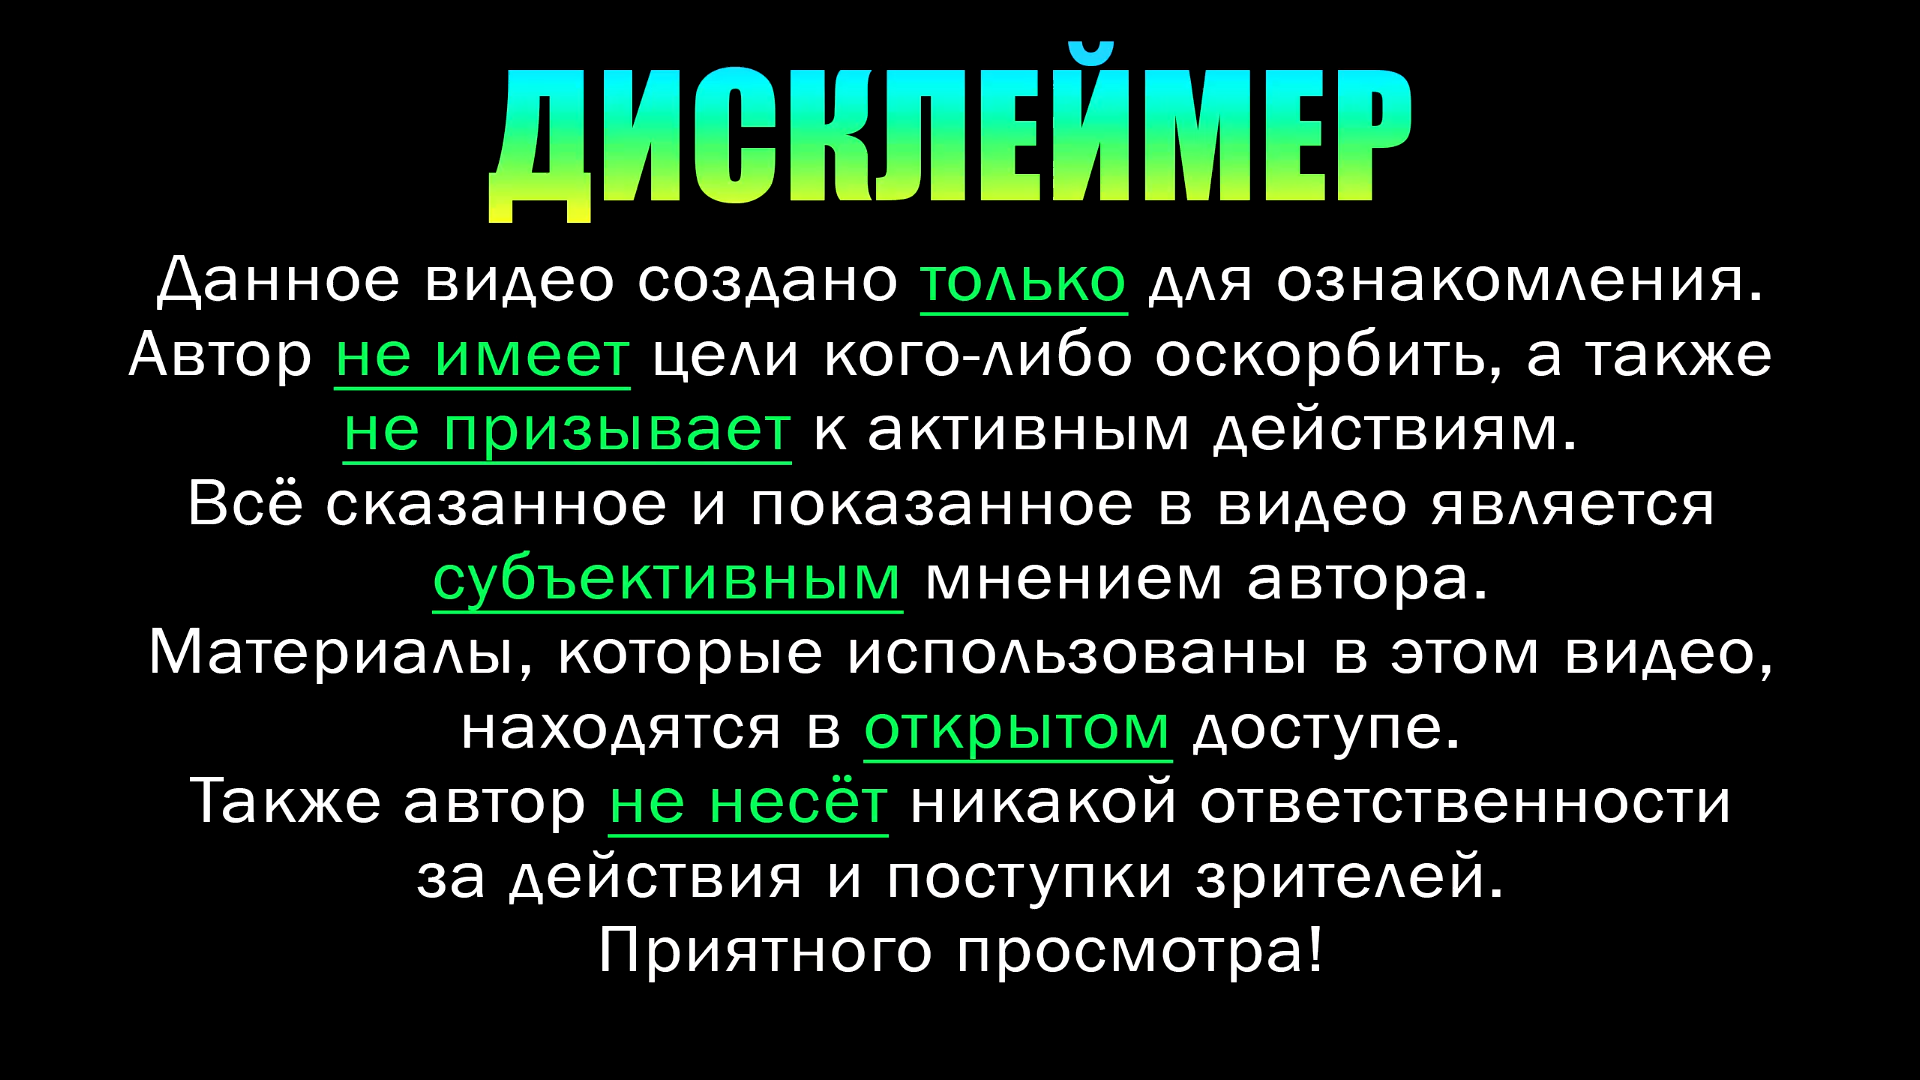 ДИСКЛЕЙМЕР
Данное видео создано только для ознакомления.
Автор не имеет цели кого-либо оскорбить, а также
не призывает к активным действиям.
Всё сказанное и показанное в видео является
субъективным мнением автора.
Материалы, которые использованы в этом видео,
находятся в открытом доступе.
Также автор не несёт никакой ответственности
за действия и поступки зрителей.
Приятного просмотра!